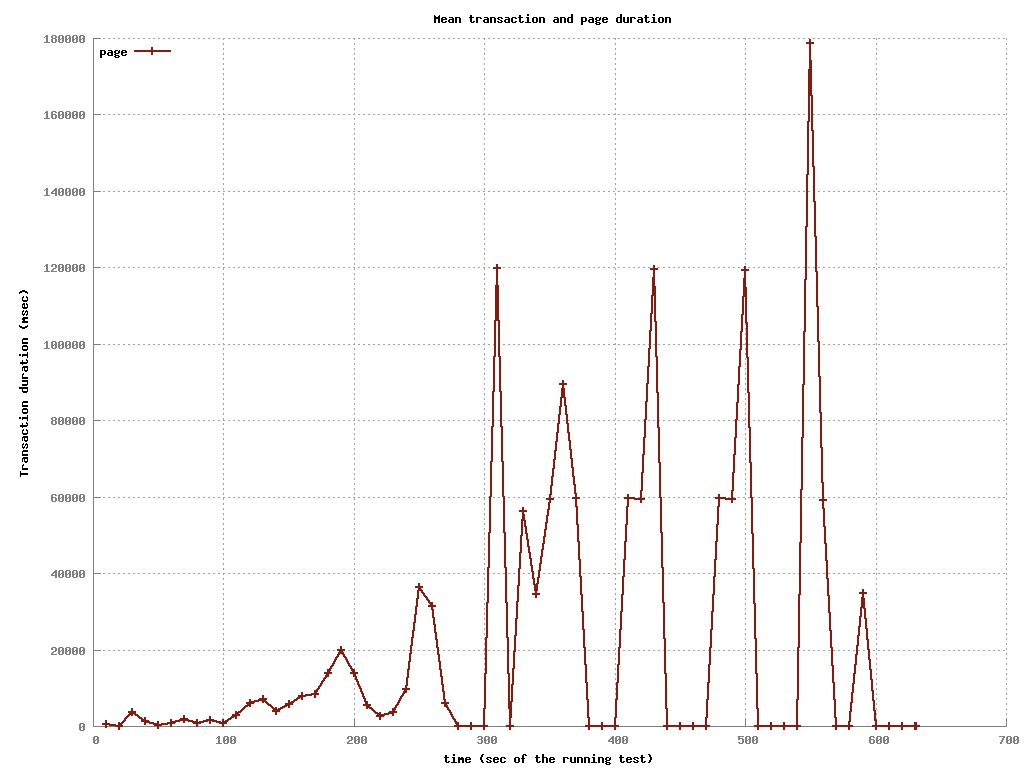 Mean transaction and page duration
page
180000
160000
140000
120000
100000
80000
60000
40000
20000
0
Transaction duration (msec)
0 100 200 300 400 500 600 700
time (sec of the running test)